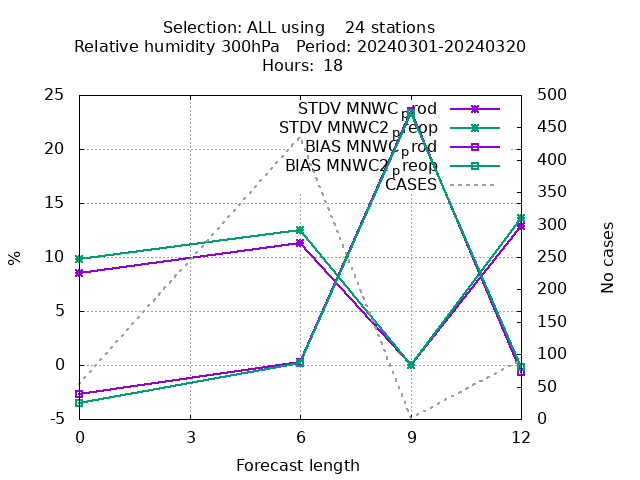 Selection: ALL using    24 stations
Relative humidity 300hPa   Period: 20240301-20240320
Hours: 18
STDV MNWC_prod
STDV MNWC2_preop
BIAS MNWC_prod
BIAS MNWC2_preop
CASES
25
20
15
10
5
0
-5
%
500
450
400
350
300
250
200
150
100
50
0
No cases
0 3 6 9 12
Forecast length